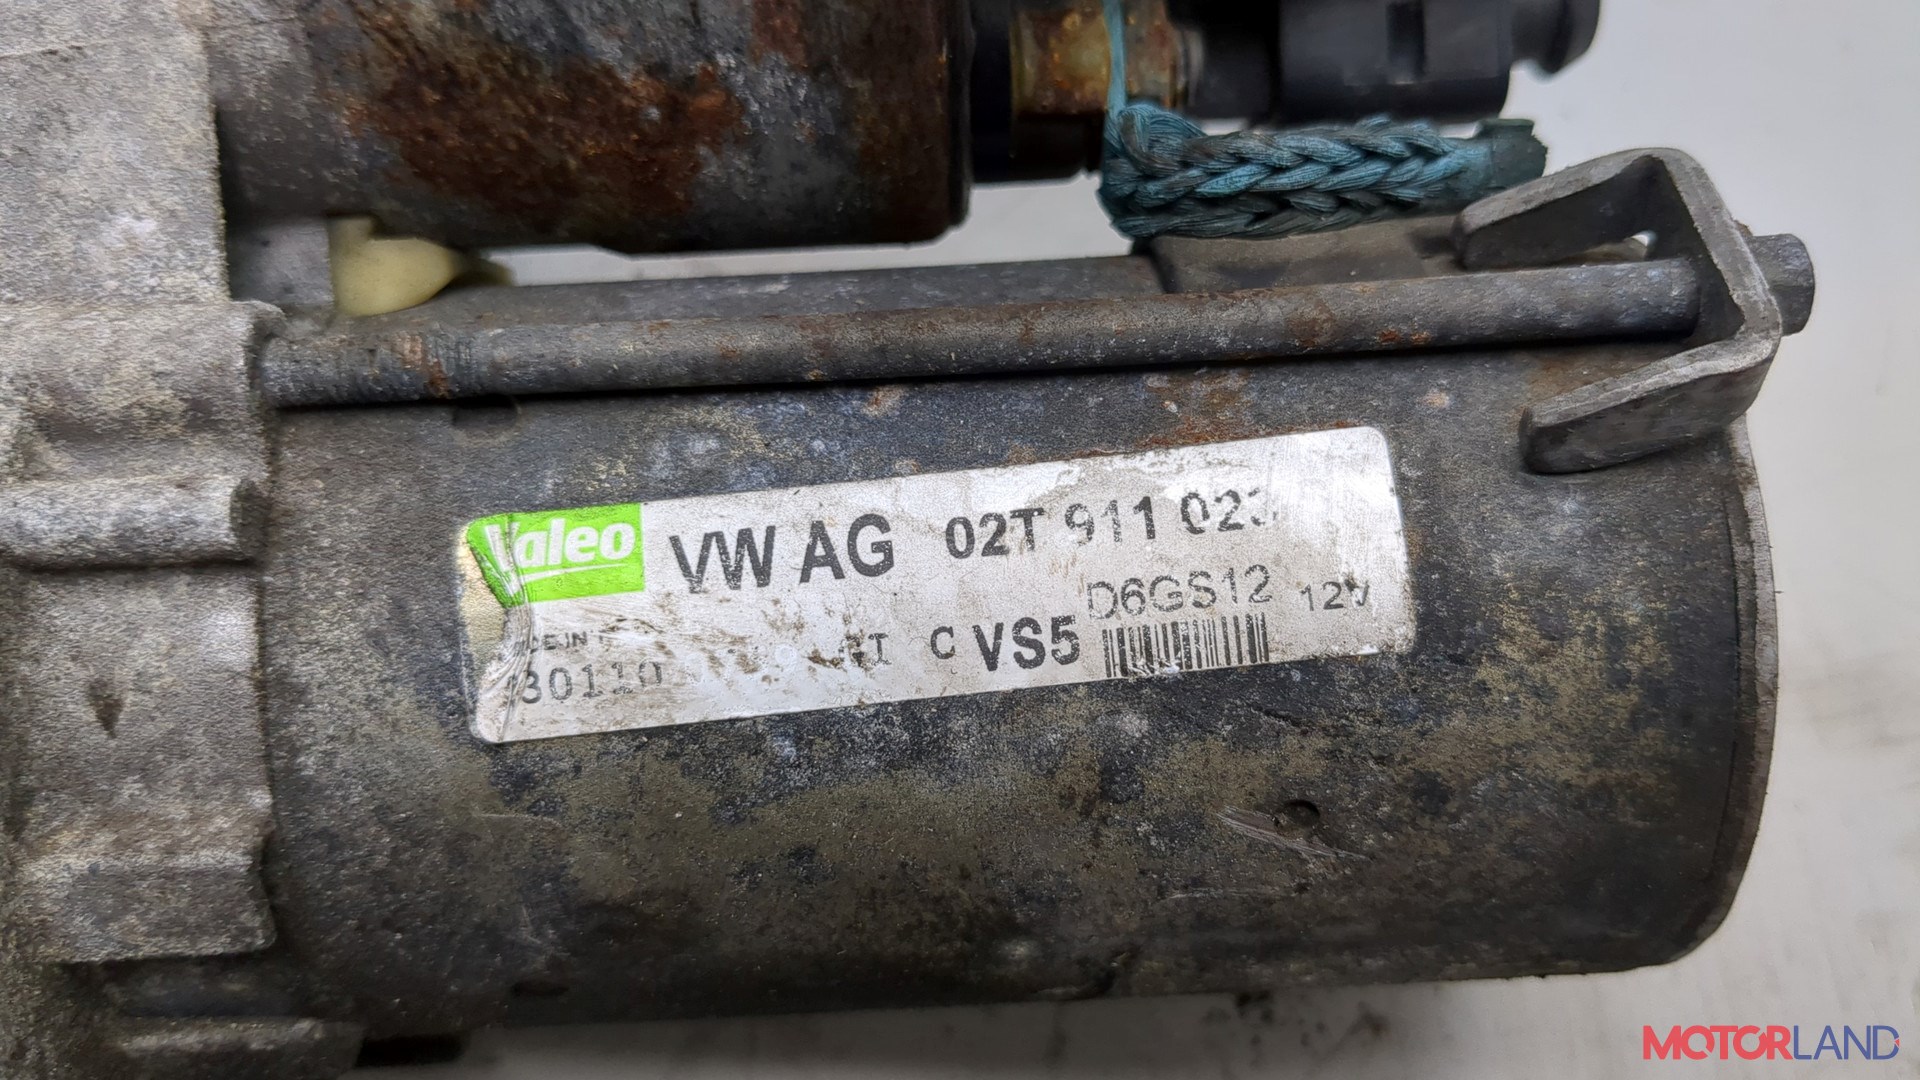 Valeo VW AG 02T 911 023
D6GS12 12V
C VS5
30110
MOTORLAND